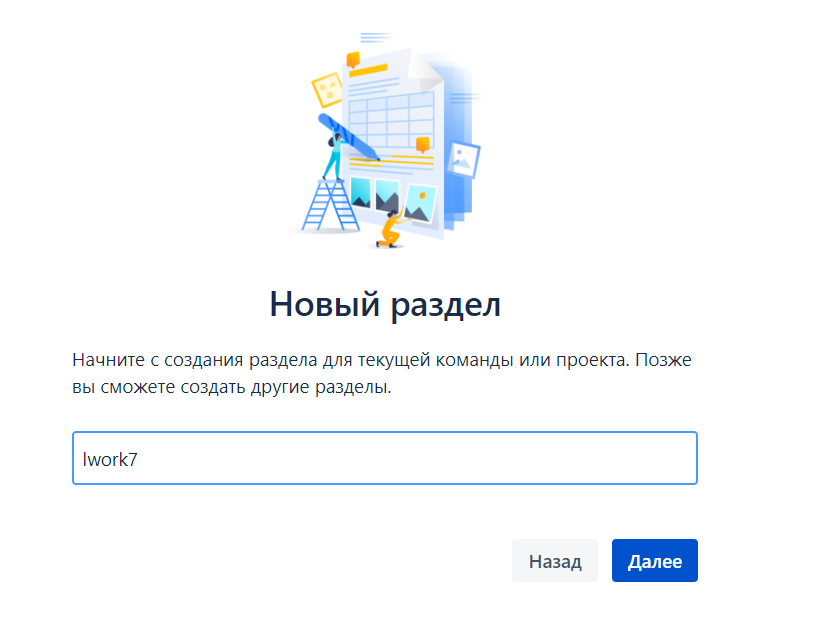 Новый раздел
Начните с создания раздела для текущей команды или проекта. Позже
вы сможете создать другие разделы.
lwork7
Назад
Далее